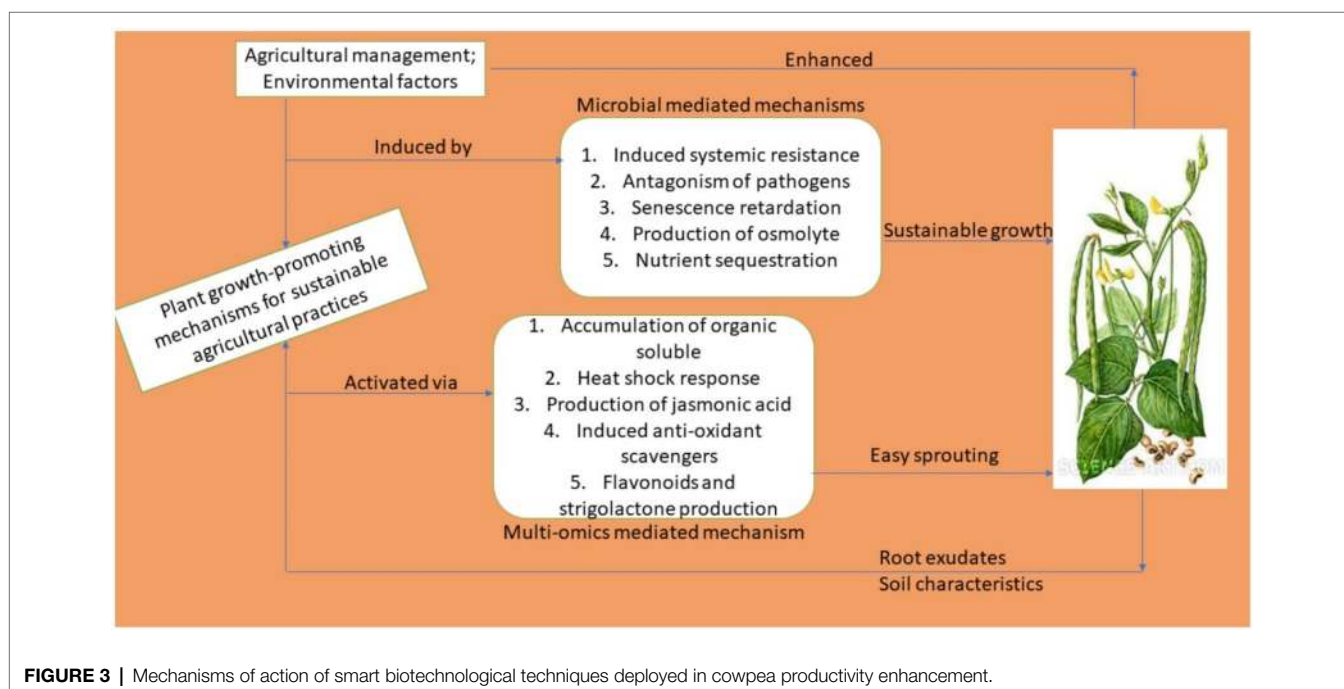 Agricultural management;
Environmental factors
Enhanced
Microbial mediated mechanisms
Induced by
1. Induced systemic resistance
2. Antagonism of pathogens
3. Senescence retardation
4. Production of osmolyte
5. Nutrient sequestration
Sustainable growth
Plant growth-promoting
mechanisms for sustainable
agricultural practices
Activated via
1. Accumulation of organic
soluble
2. Heat shock response
3. Production of jasmonic acid
4. Induced anti-oxidant
scavengers
5. Flavonoids and
strigolactone production
Easy sprouting
Multi-omics mediated mechanism
Root exudates
Soil characteristics
FIGURE 3 | Mechanisms of action of smart biotechnological techniques deployed in cowpea productivity enhancement.